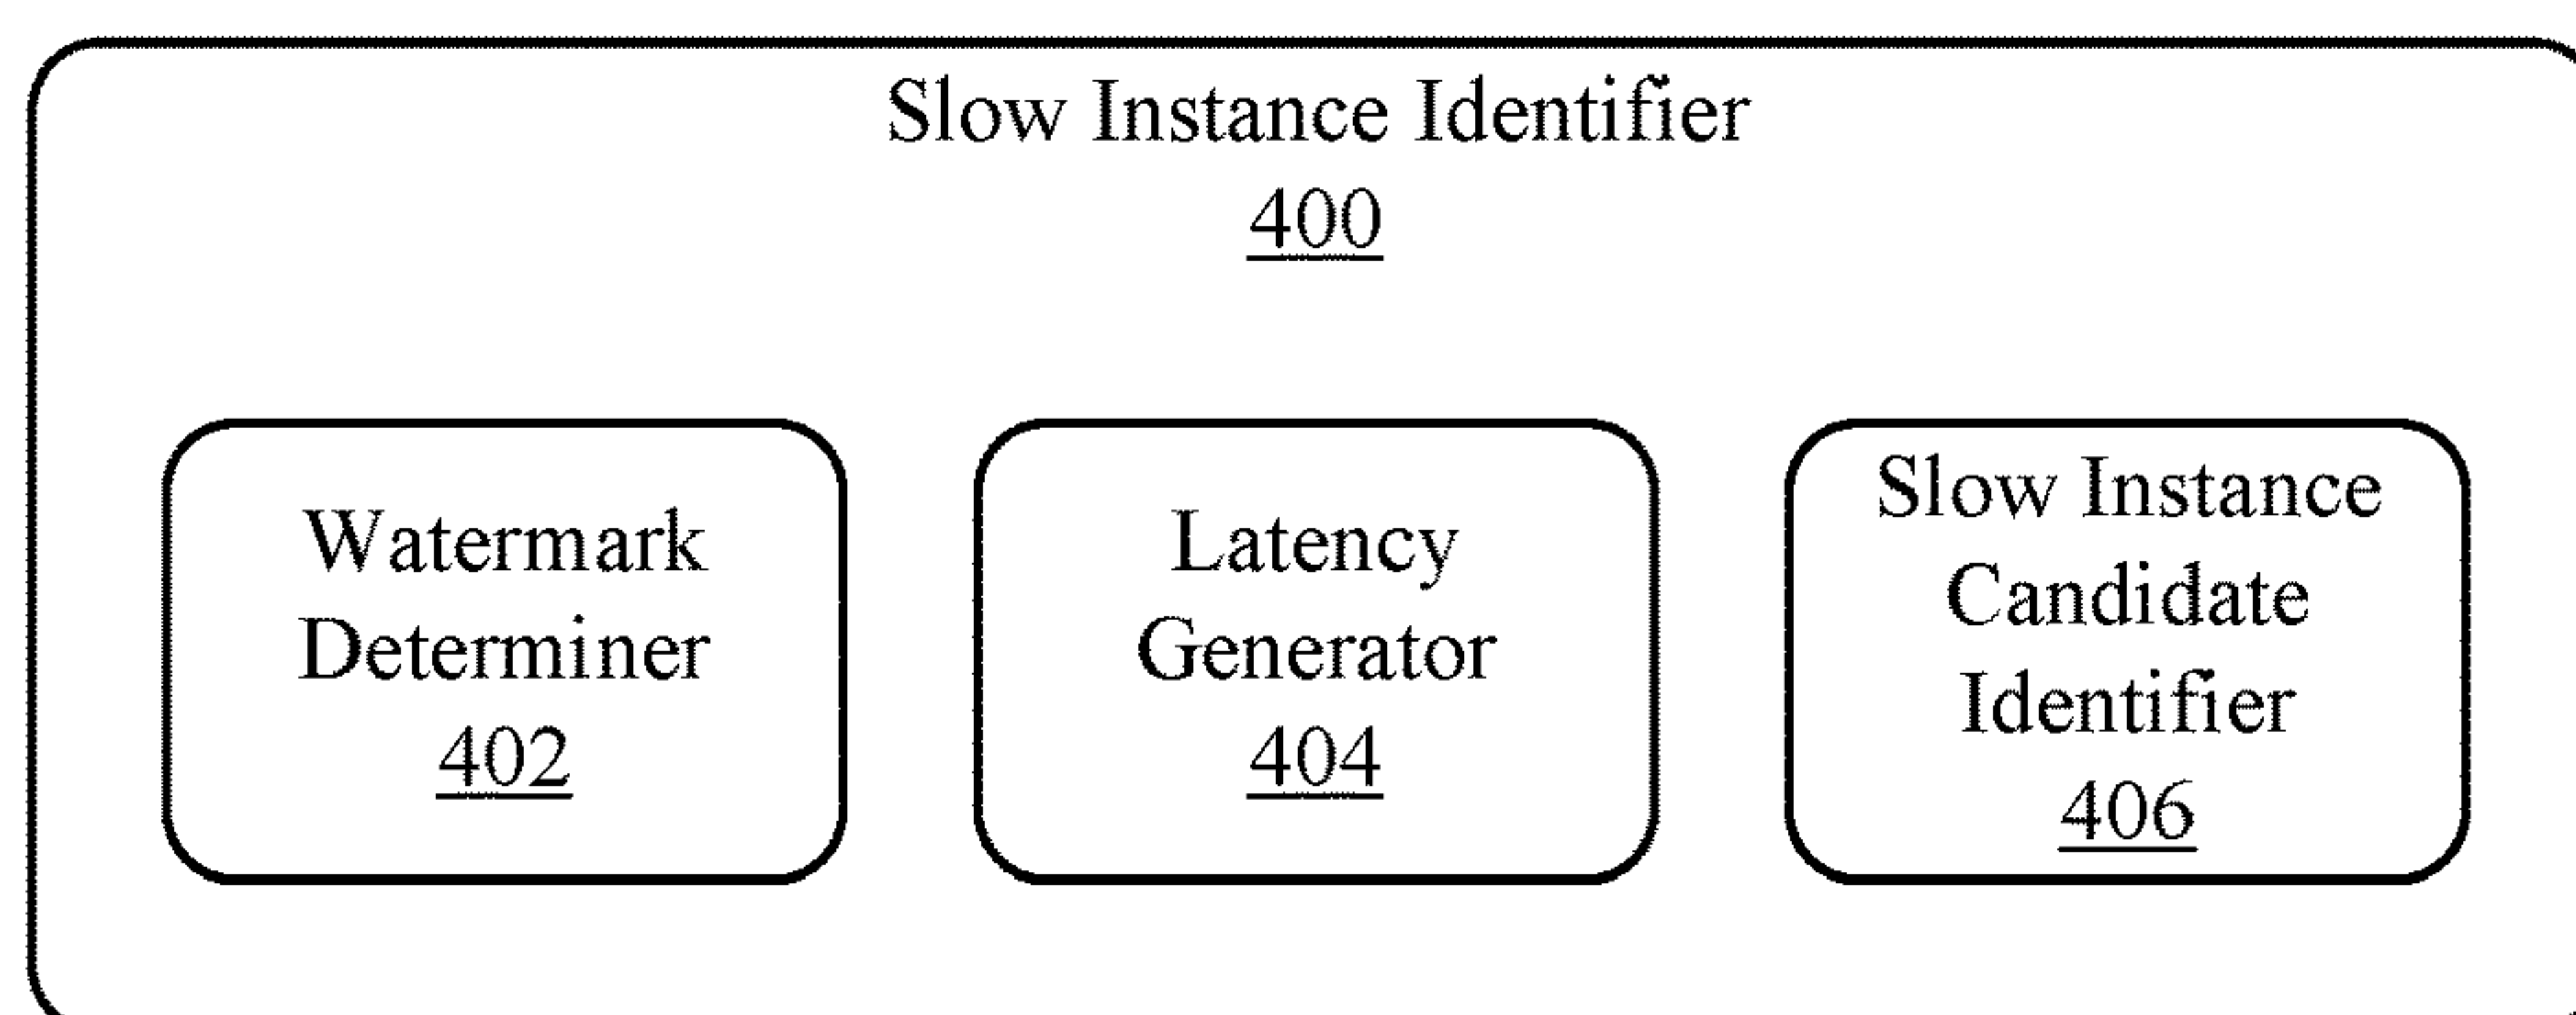 Slow Instance Identifier
400
Watermark
Determiner
402
Latency
Generator
404
Slow Instance
Candidate
Identifier
406